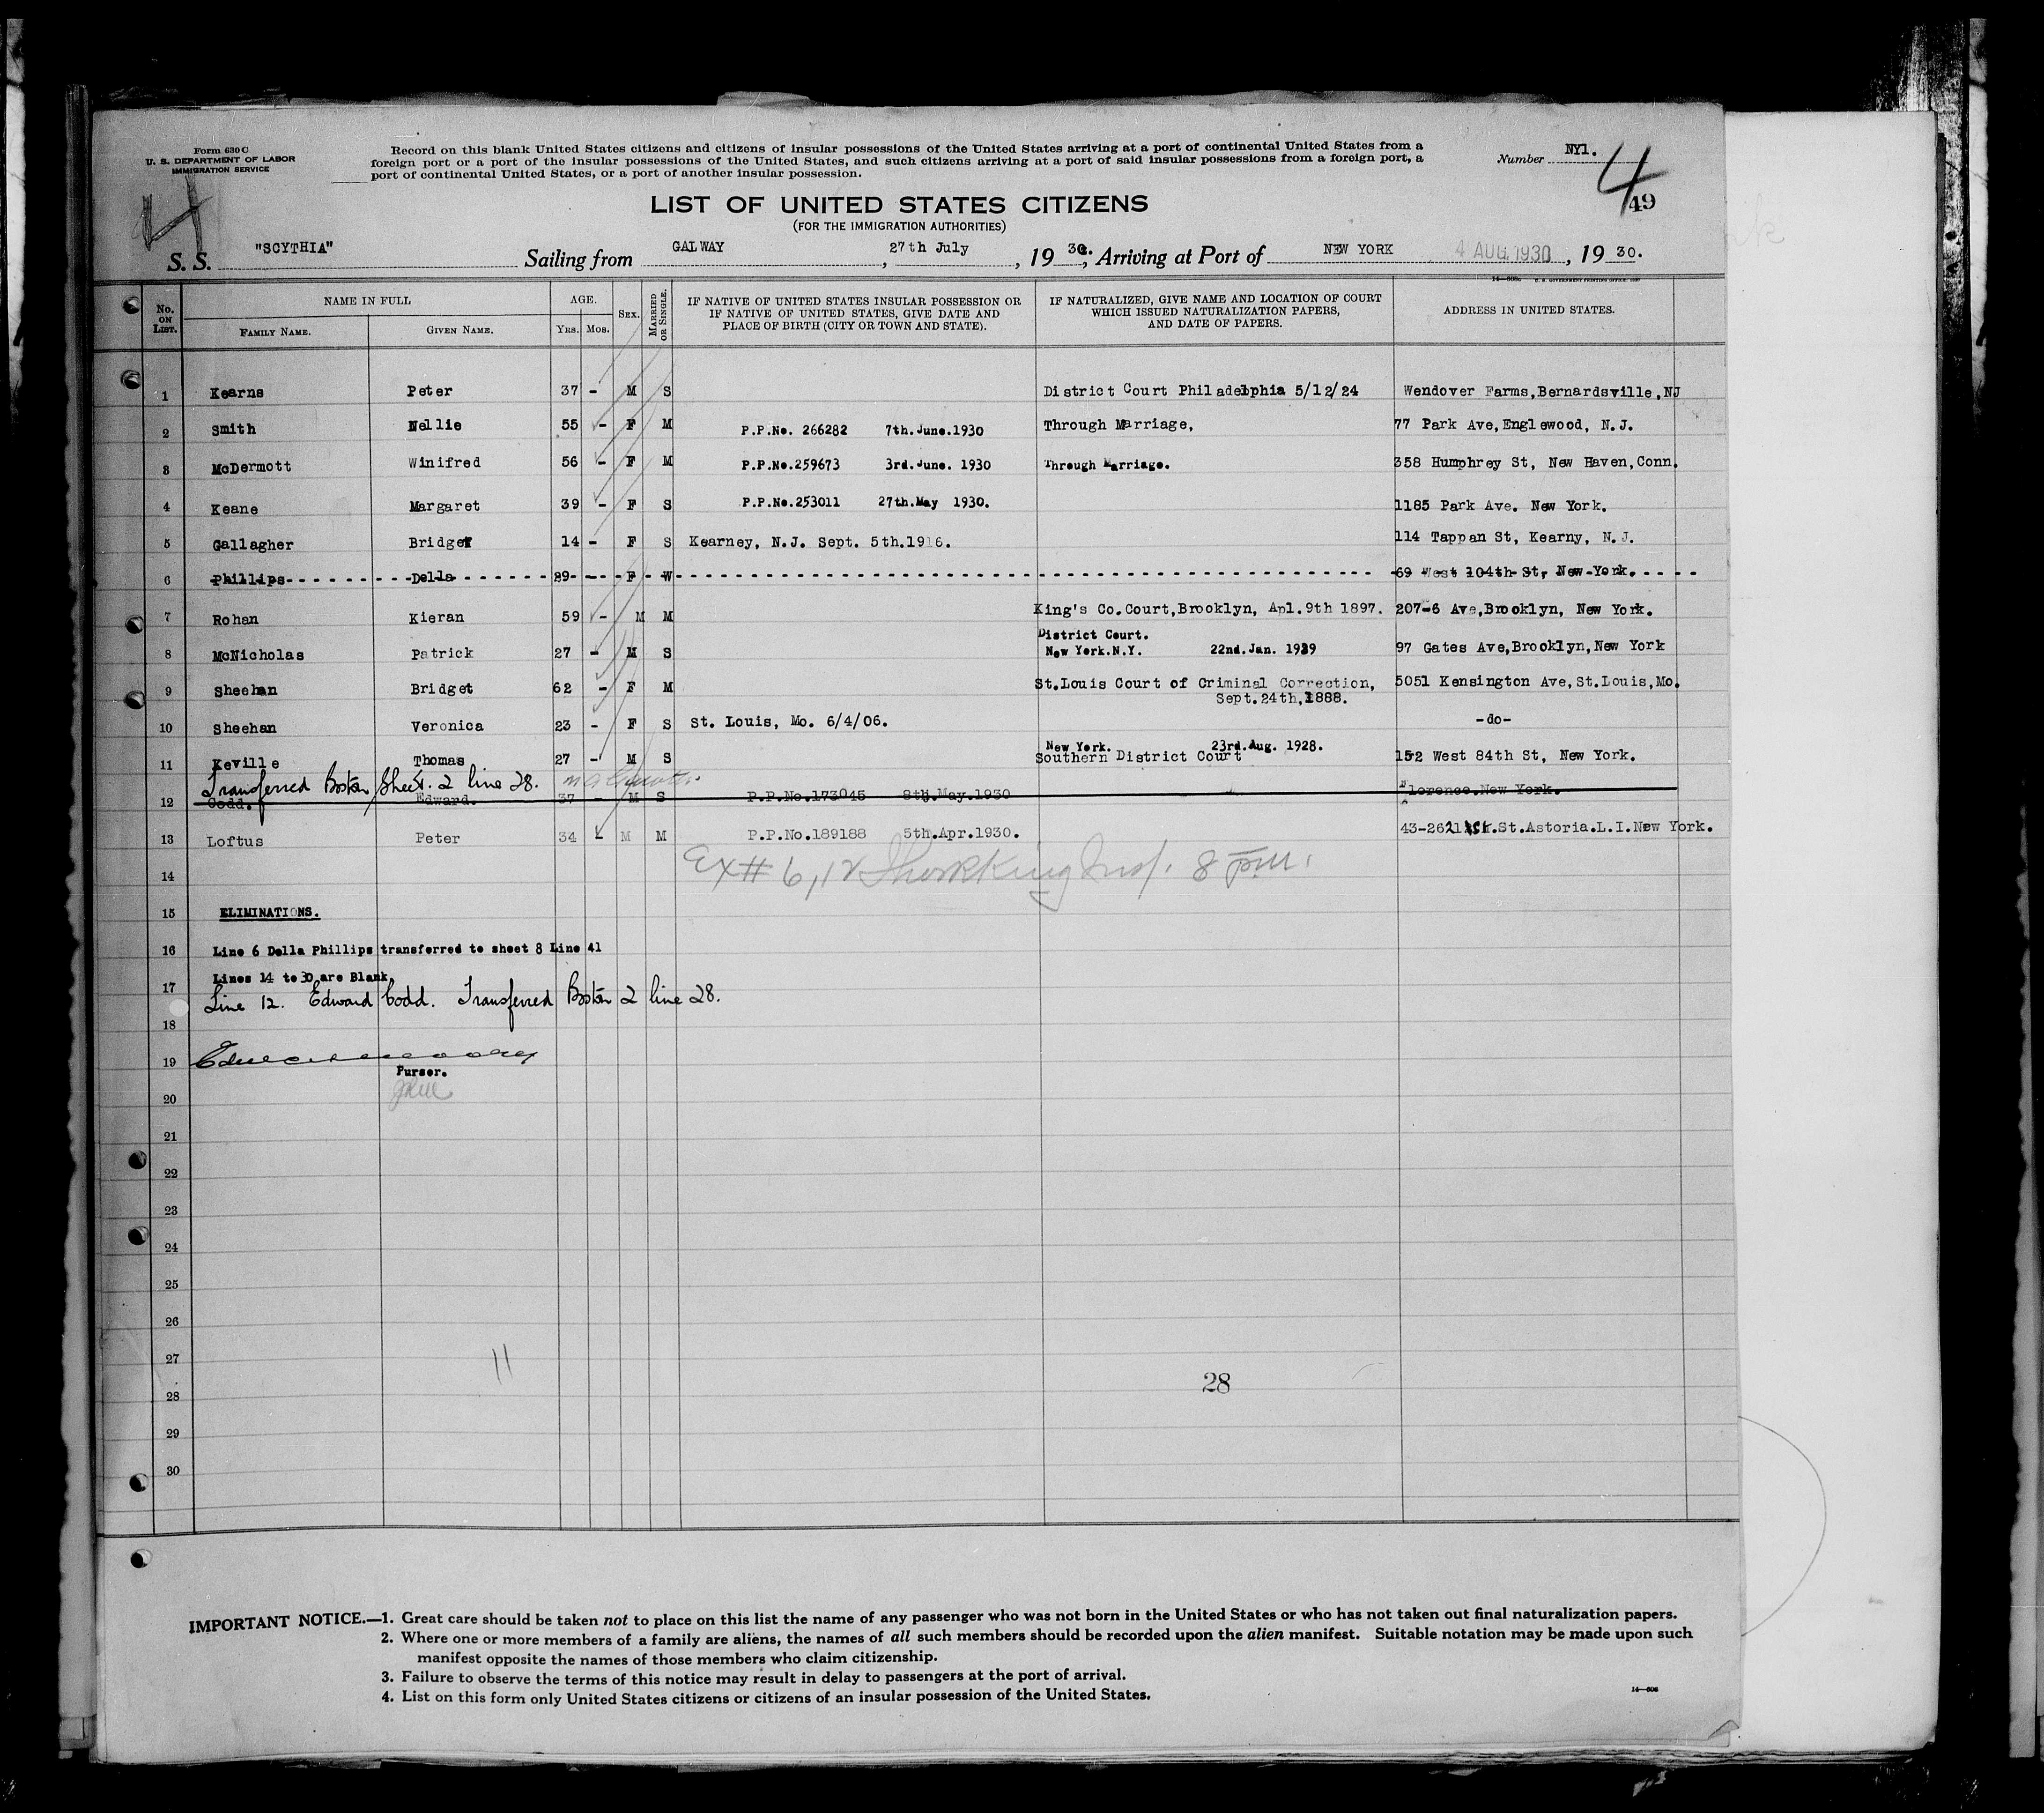 Form 630 C
U. S. DEPARTMENT OF LABOR
IMMIGRATION SERVICE
Record on this blank United States citizens and citizens of insular possessions of the United States arriving at a port of continental United States from a
foreign port or a port of the insular possessions of the United States, and such citizens arriving at a port of said insular possessions from a foreign port, a
port of continental United States, or a port of another insular possession.
Number NY1.
4
49
LIST OF UNITED STATES CITIZENS
(FOR THE IMMIGRATION AUTHORITIES)
S. S. "SCYTHIA" Sailing from GALWAY, 27th July, 1930; Arriving at Port of NEW YORK 4 AUG 1930, 1930.
No. ON LIST. NAME IN FULL AGE. SEX. MARRIED OR SINGLE. IF NATIVE OF UNITED STATES INSULAR POSSESSION OR IF NATIVE OF UNITED STATES, GIVE DATE AND PLACE OF BIRTH (CITY OR TOWN AND STATE). IF NATURALIZED, GIVE NAME AND LOCATION OF COURT WHICH ISSUED NATURALIZATION PAPERS, AND DATE OF PAPERS. ADDRESS IN UNITED STATES.
FAMILY NAME. GIVEN NAME. YRS. MOS.
1 Kearns Peter 37 - M S District Court Philadelphia 5/12/24 Wendover Farms,Bernardsville,NJ
2 Smith Nellie 55 - F M P.P.No. 266282 7th.June.1930 Through Marriage, 77 Park Ave,Englewood, N.J.
3 McDermott Winifred 56 - F M P.P.No.259673 3rd.June. 1930 Through Marriage. 358 Humphrey St, New Haven,Conn.
4 Keane Margaret 39 - F S P.P.No.253011 27th.May 1930. 1185 Park Ave. New York.
5 Gallagher Bridget 14 - F S Kearney, N.J. Sept. 5th.1916. 114 Tappan St, Kearny, N.J.
6 Phillips Della 29 - F W 69 West 104th St, New York.
7 Rohan Kieran 59 - M M King's Co.Court,Brooklyn, Apl.9th 1897. 207-6 Ave,Brooklyn, New York.
8 McNicholas Patrick 27 - M S District Court. New York.N.Y. 22nd.Jan. 1929 97 Gates Ave,Brooklyn,New York
9 Sheehan Bridget 62 - F M St.Louis Court of Criminal Correction, Sept.24th,1888. 5051 Kensington Ave,St.Louis,Mo.
10 Sheehan Veronica 23 - F S St. Louis, Mo. 6/4/06. -do-
11 Keville Thomas 27 - M S New York. 23rd.Aug. 1928. Southern District Court 152 West 84th St, New York.
Transferred Boston Sheet. 2 line 28.
12 Codd. Edward. 37 - M S P.P.No.173045 8th.May.1930 Florence.New York.
13 Loftus Peter 34 - M M P.P.No.189188 5th.Apr.1930. 43-26 21st.St.Astoria.L.I.New York.
14 Ex # 6, 12 8 PM.
15 ELIMINATIONS.
16 Line 6 Della Phillips transferred to sheet 8 Line 41
Lines 14 to 30 are Blank.
17 Line 12. Edward Codd. Transferred Boston 2 line 28.
18
19
Purser.
20
21
22
23
24
25
26
27 11
28 28
29
30
IMPORTANT NOTICE.—1. Great care should be taken not to place on this list the name of any passenger who was not born in the United States or who has not taken out final naturalization papers.
2. Where one or more members of a family are aliens, the names of all such members should be recorded upon the alien manifest. Suitable notation may be made upon such
manifest opposite the names of those members who claim citizenship.
3. Failure to observe the terms of this notice may result in delay to passengers at the port of arrival.
4. List on this form only United States citizens or citizens of an insular possession of the United States.